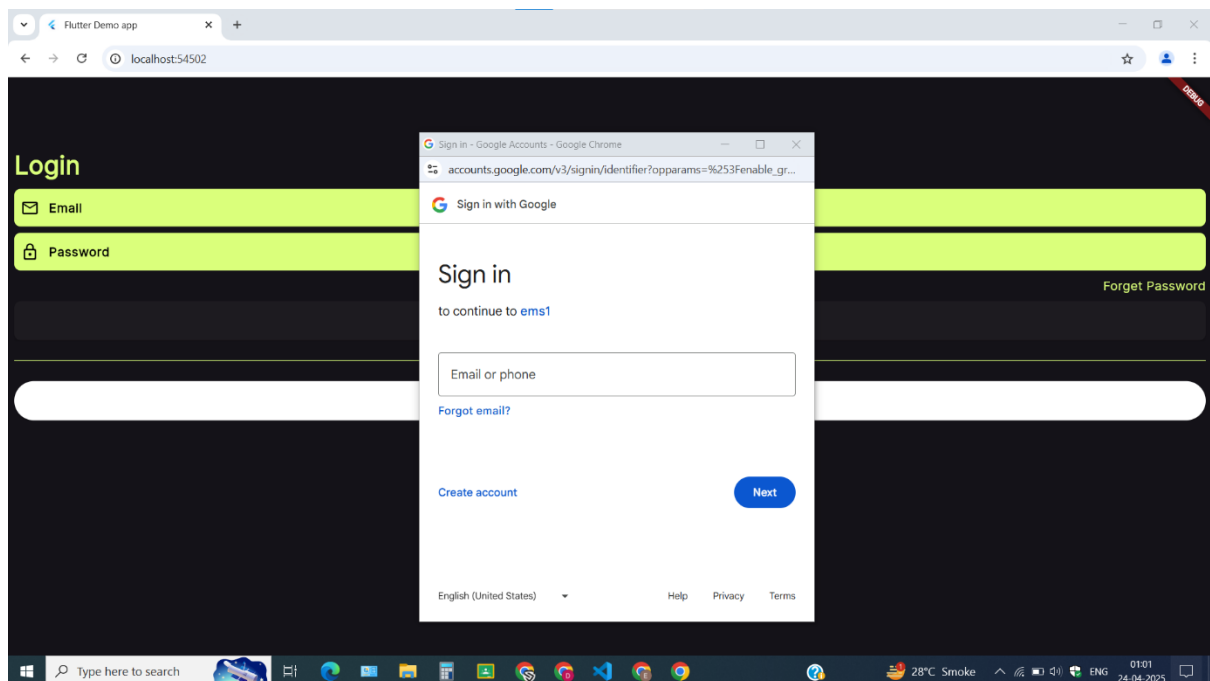 Flutter Demo app
localhost:54502
DEBUG
Login
Email
Password
Forget Password
Sign in - Google Accounts - Google Chrome
accounts.google.com/v3/signin/identifier?opparams=%253Fenable_gr...
Sign in with Google
Sign in
to continue to ems1
Email or phone
Forgot email?
Create account
Next
English (United States)
Help Privacy Terms
Type here to search
28°C Smoke
ENG
01:01
24-04-2025